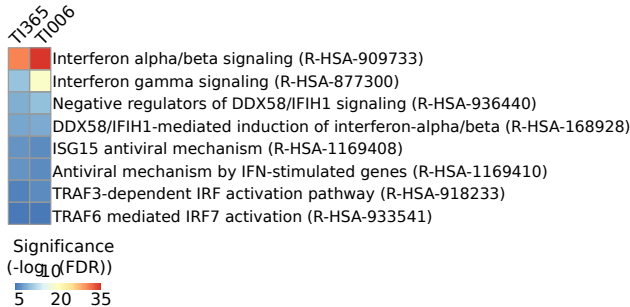 TI365
TI006
Interferon alpha/beta signaling (R-HSA-909733)
Interferon gamma signaling (R-HSA-877300)
Negative regulators of DDX58/IFIH1 signaling (R-HSA-936440)
DDX58/IFIH1-mediated induction of interferon-alpha/beta (R-HSA-168928)
ISG15 antiviral mechanism (R-HSA-1169408)
Antiviral mechanism by IFN-stimulated genes (R-HSA-1169410)
TRAF3-dependent IRF activation pathway (R-HSA-918233)
TRAF6 mediated IRF7 activation (R-HSA-933541)
Significance
(-log10(FDR))
5 20 35